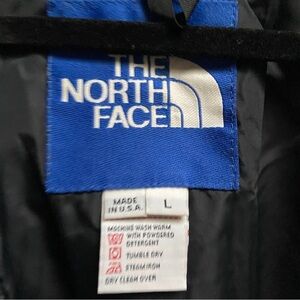 THE
NORTH
FACE
MADE
IN U.S.A.
L
MACHINE WASH WARM
WITH POWDERED
DETERGENT
TUMBLE DRY
STEAM IRON
DRY CLEAN OVER